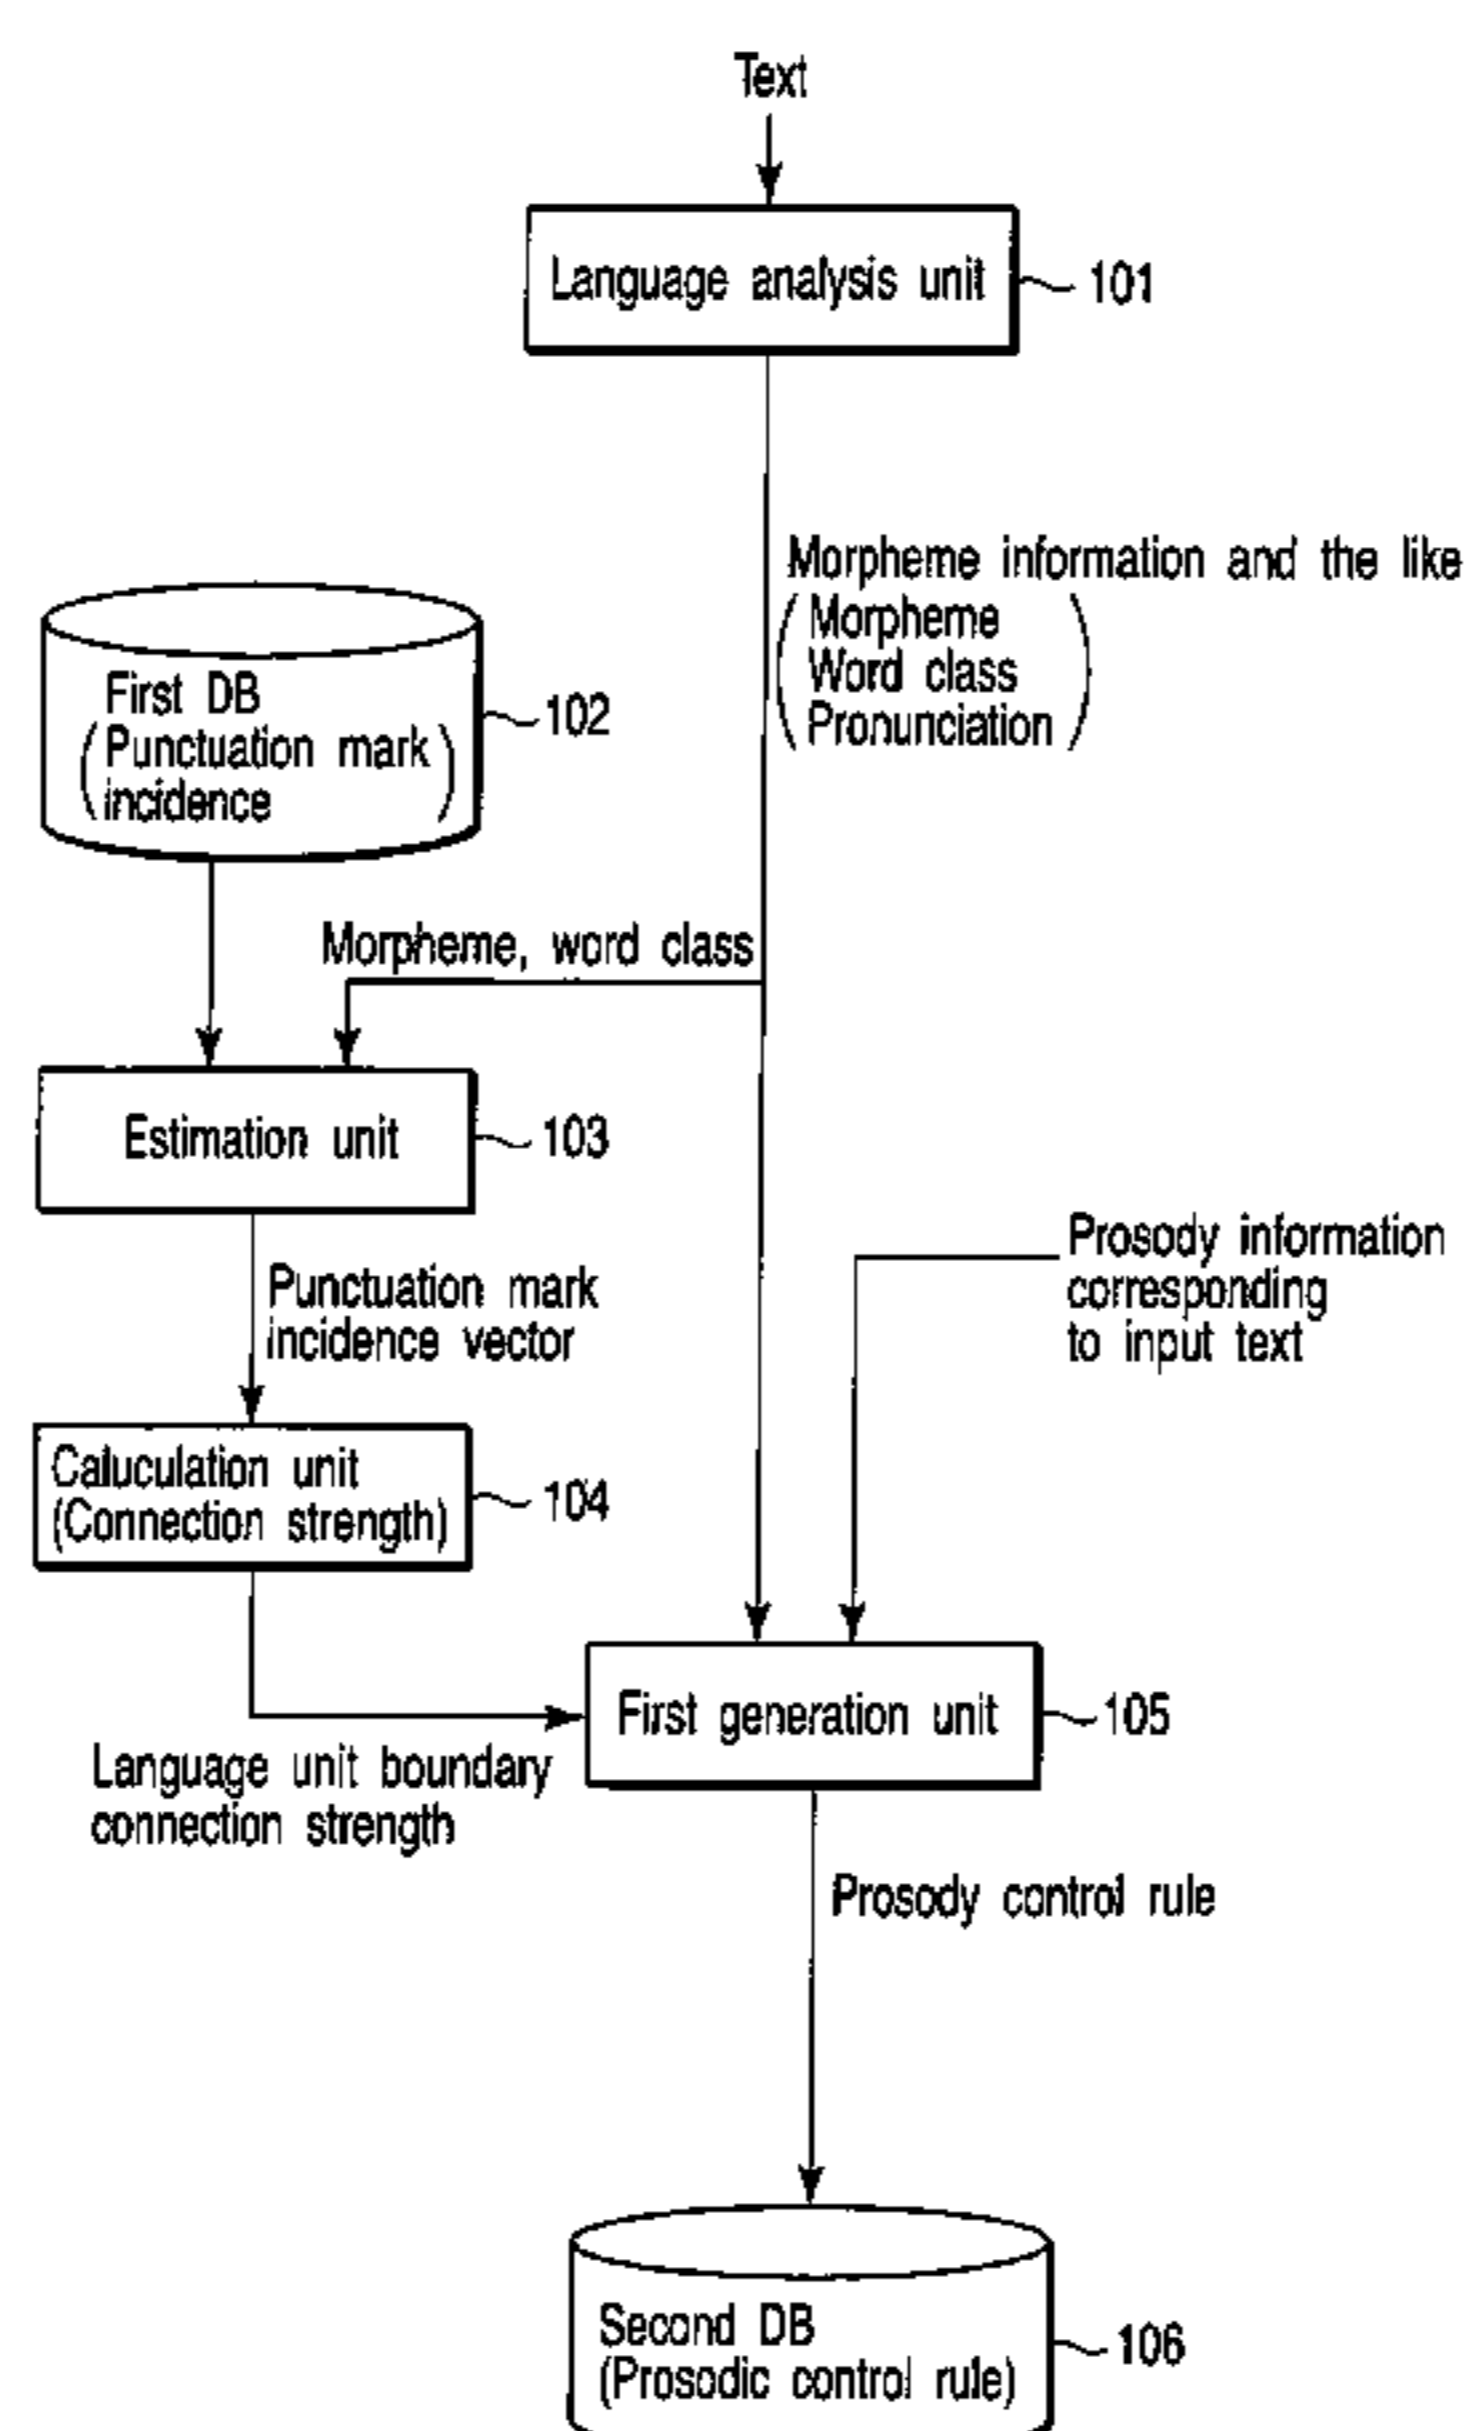 Text
Language analysis unit
101
Morpheme information and the like
(Morpheme
Word class
Pronunciation)
First DB
(Punctuation mark
incidence)
102
Morpheme, word class
Estimation unit
103
Punctuation mark
incidence vector
Prosody information
corresponding
to input text
Caluculation unit
(Connection strength)
104
First generation unit
105
Language unit boundary
connection strength
Prosody control rule
Second DB
(Prosodic control rule)
106